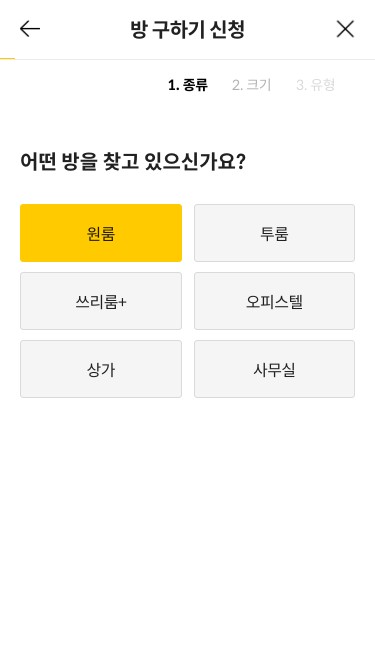 방 구하기 신청
1. 종류 2. 크기 3. 유형
어떤 방을 찾고 있으신가요?
원룸 투룸
쓰리룸+ 오피스텔
상가 사무실